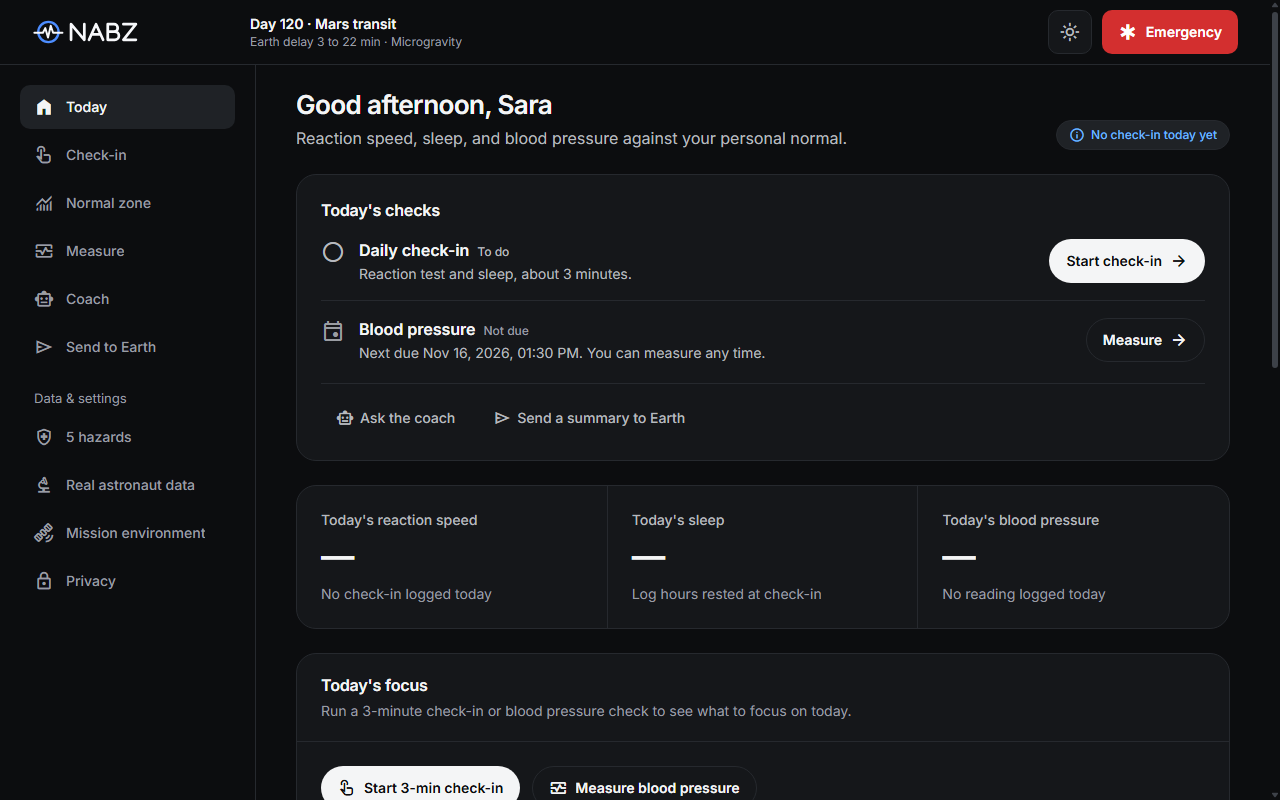 NABZ
Day 120 · Mars transit
Earth delay 3 to 22 min · Microgravity
Emergency
Today
Check-in
Normal zone
Measure
Coach
Send to Earth
Data & settings
5 hazards
Real astronaut data
Mission environment
Privacy
Good afternoon, Sara
Reaction speed, sleep, and blood pressure against your personal normal.
No check-in today yet
Today's checks
Daily check-in To do
Reaction test and sleep, about 3 minutes.
Start check-in
Blood pressure Not due
Next due Nov 16, 2026, 01:30 PM. You can measure any time.
Measure
Ask the coach
Send a summary to Earth
Today's reaction speed
—
No check-in logged today
Today's sleep
—
Log hours rested at check-in
Today's blood pressure
—
No reading logged today
Today's focus
Run a 3-minute check-in or blood pressure check to see what to focus on today.
Start 3-min check-in
Measure blood pressure